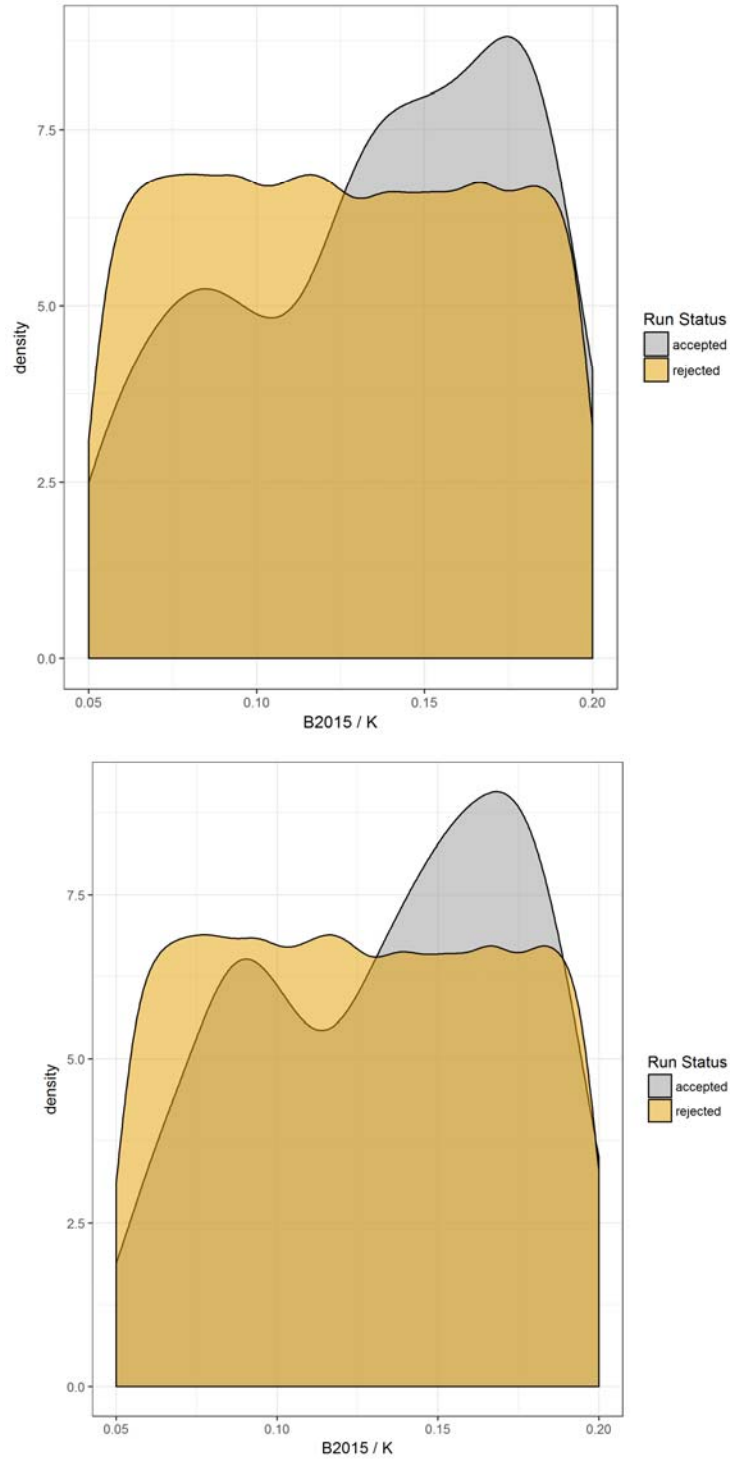 7.5
5.0
2.5
0.0
density
0.05 0.10 0.15 0.20
B2015 / K
Run Status
accepted
rejected
7.5
5.0
2.5
0.0
density
0.05 0.10 0.15 0.20
B2015 / K
Run Status
accepted
rejected